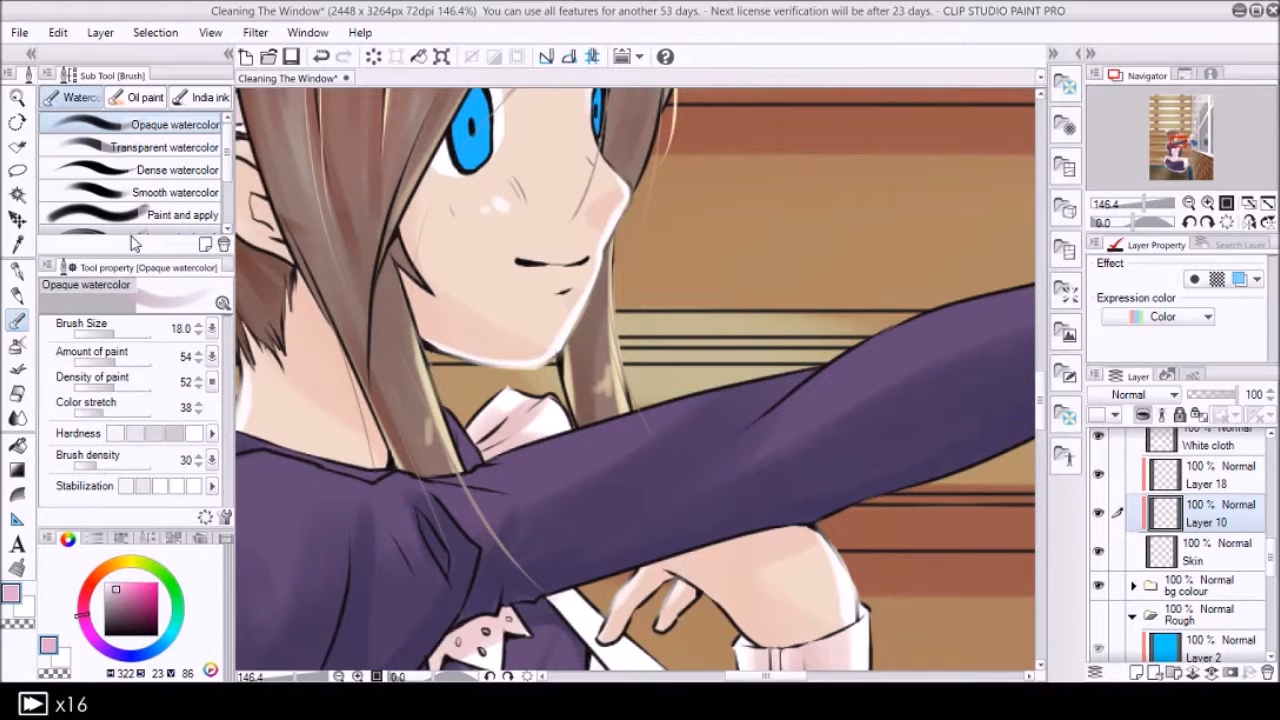 Cleaning The Window* (2448 x 3264px 72dpi 146.4%) You can use all features for another 53 days. - Next license verification will be after 23 days. - CLIP STUDIO PAINT PRO
File Edit Layer Selection View Filter Window Help
Sub Tool [Brush]
Cleaning The Window*
Navigator
Waterc Oil paint India ink
Opaque watercolor
Transparent watercolor
Dense watercolor
Smooth watercolor
Paint and apply
146.4
0.0
Layer Property Search Layer
Tool property [Opaque watercolor]
Effect
Opaque watercolor
Expression color
Color
Brush Size 18.0
Amount of paint 54
Density of paint 52
Color stretch 38
Hardness
Brush density 30
Stabilization
Layer
Normal 100
100 % Normal
White cloth
100 % Normal
Layer 18
100 % Normal
Layer 10
100 % Normal
Skin
100 % Normal
bg colour
100 % Normal
Rough
100 % Normal
Layer 2
A
H 322 S 23 V 86
146.4 0.0
x16